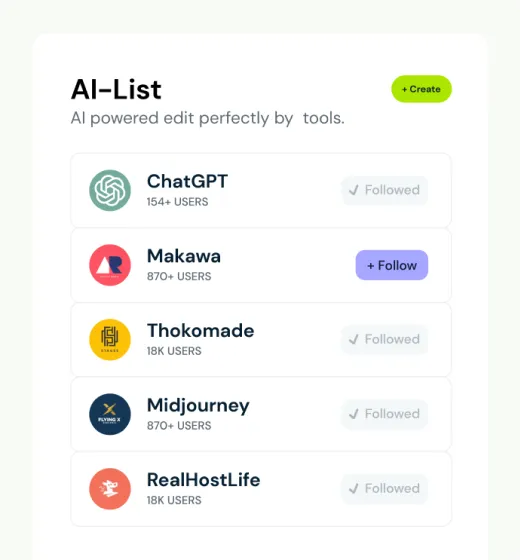 AI-List
+ Create
AI powered edit perfectly by tools.
ChatGPT
154+ USERS
Followed
Makawa
870+ USERS
+ Follow
Thokomade
18K USERS
Followed
Midjourney
870+ USERS
FLYING X
Followed
RealHostLife
18K USERS
Followed